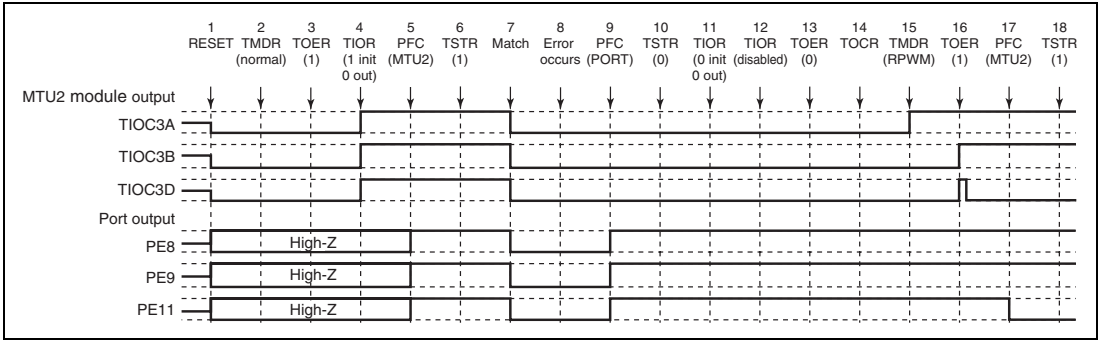 1 2 3 4 5 6 7 8 9 10 11 12 13 14 15 16 17 18
RESET TMDR TOER TIOR PFC TSTR Match Error PFC TSTR TIOR TIOR TOER TOCR TMDR TOER PFC TSTR
(normal) (1) (1 init (MTU2) (1) occurs (PORT) (0) (0 init (disabled) (0) (RPWM) (1) (MTU2) (1)
0 out) 0 out)
MTU2 module output
TIOC3A
TIOC3B
TIOC3D
Port output
PE8 High-Z
PE9 High-Z
PE11 High-Z